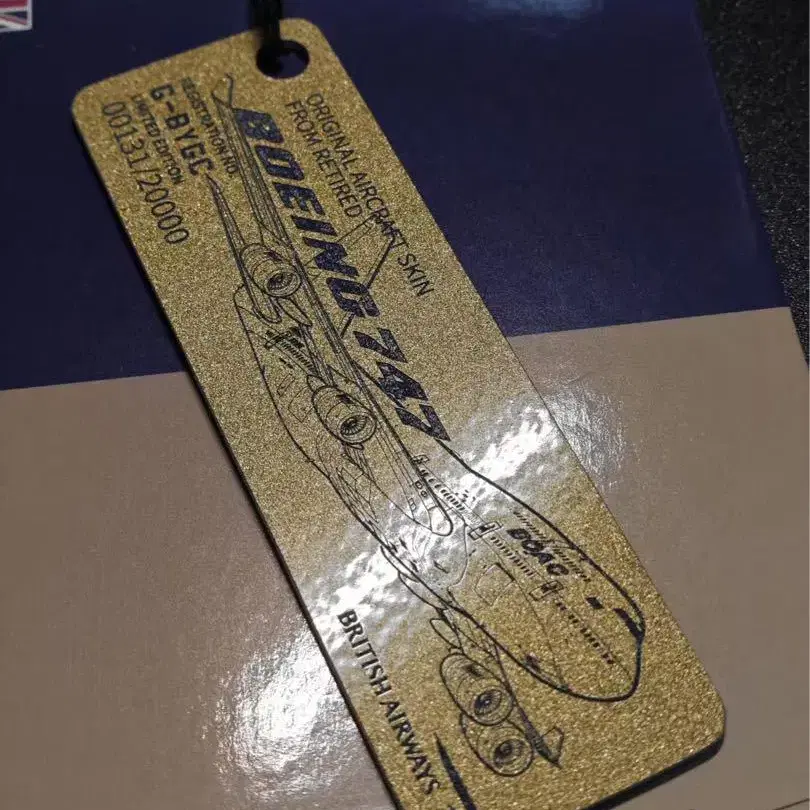 ORIGINAL AIRCRAFT SKIN
FROM RETIRED
BOEING 747
REGISTRATION NO
G-BYGC
LIMITED EDITION
00131/20000
BOAC
BRITISH AIRWAYS